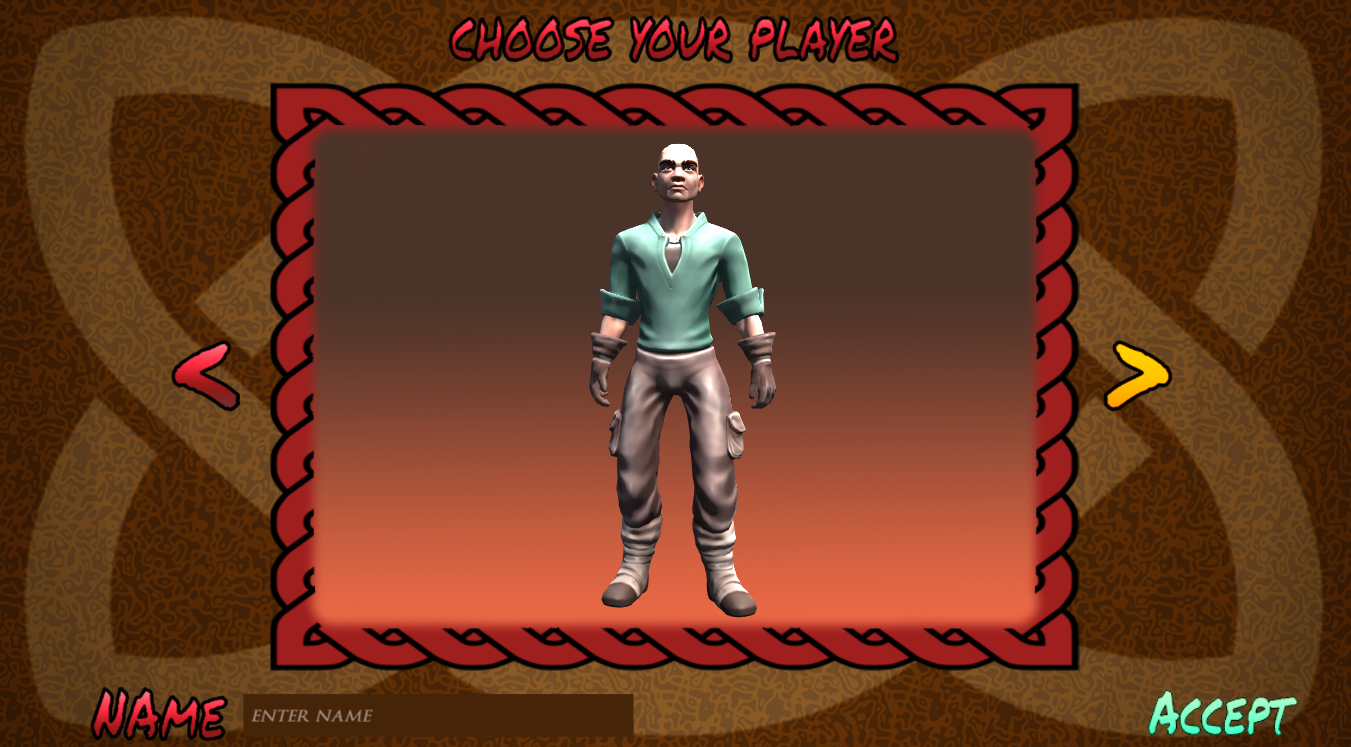 CHOOSE YOUR PLAYER
< >
NAME ENTER NAME
ACCEPT